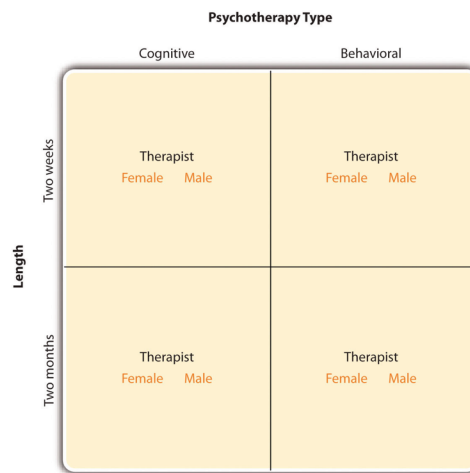 Psychotherapy Type
Cognitive Behavioral
Length
Two weeks
Therapist Therapist
Female Male Female Male
Two months
Therapist Therapist
Female Male Female Male